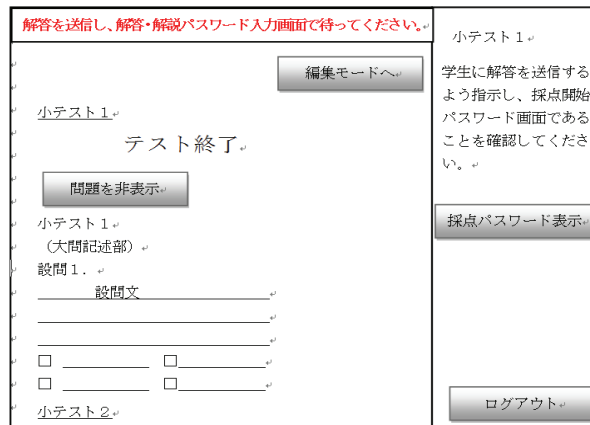 解答を送信し、解答・解説パスワード入力画面で待ってください。
編集モードへ
小テスト１
テスト終了
問題を非表示
小テスト１
（大問記述部）
設問１．
設問文
□ □
□ □
小テスト２
小テスト１
学生に解答を送信する
よう指示し、採点開始
パスワード画面である
ことを確認してくださ
い。
採点パスワード表示
ログアウト